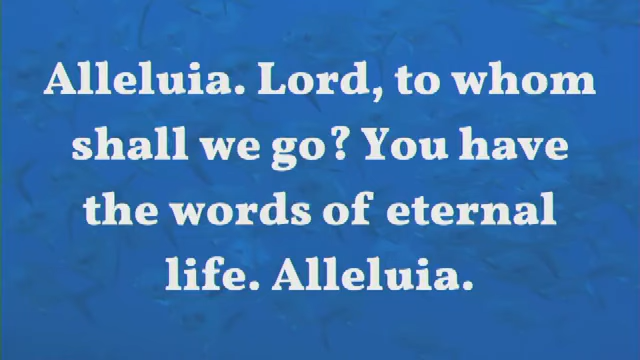 Alleluia. Lord, to whom
shall we go? You have
the words of eternal
life. Alleluia.